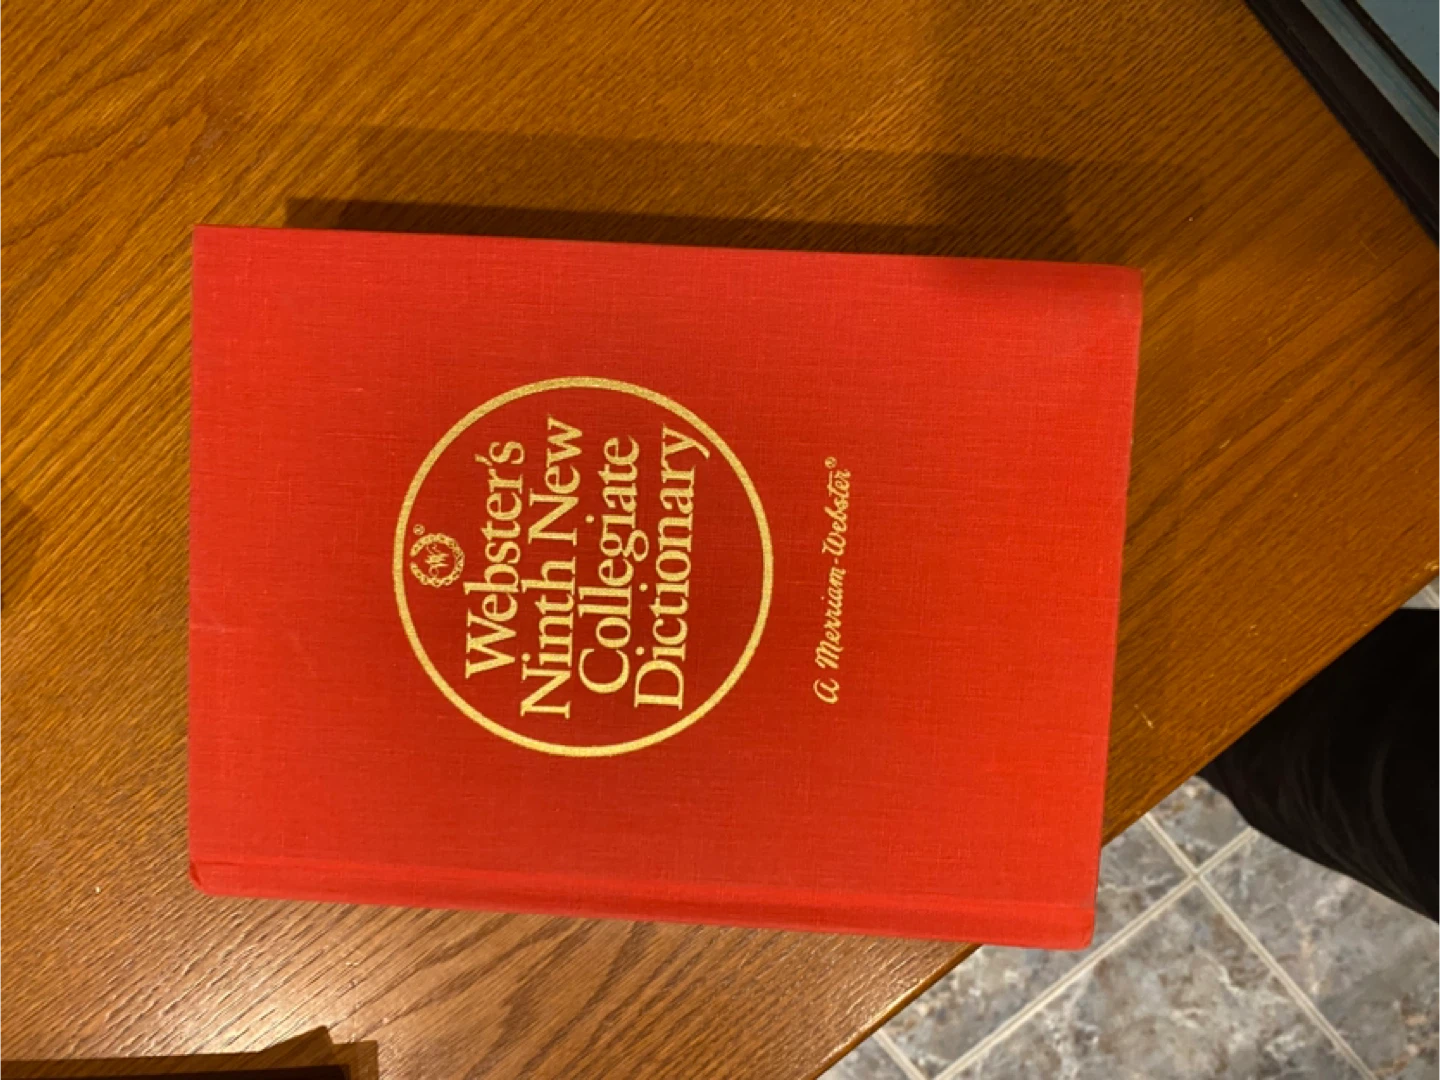 Webster's
Ninth New
Collegiate
Dictionary
A Merriam-Webster®